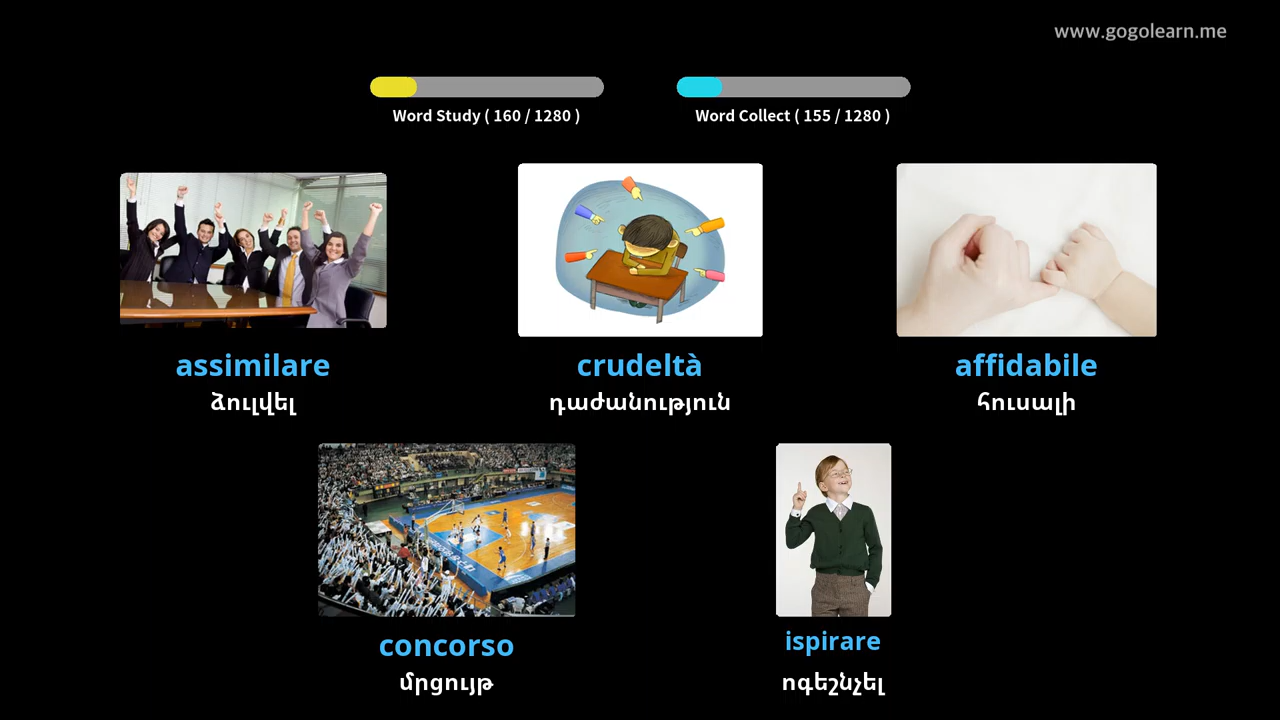 www.gogolearn.me
Word Study ( 160 / 1280 )
Word Collect ( 155 / 1280 )
assimilare
ձուլվել
crudeltà
դաժանություն
affidabile
հուսալի
concorso
մրցույթ
ispirare
ոգեշնչել